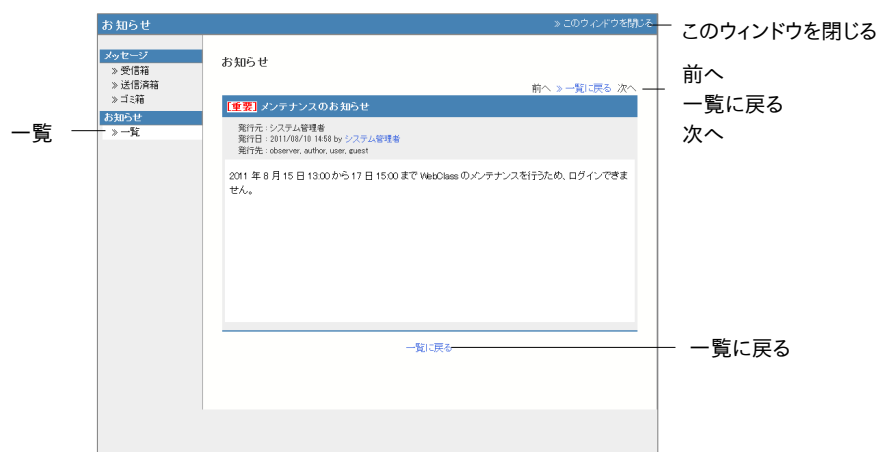 お知らせ
» このウィンドウを閉じる
このウィンドウを閉じる
メッセージ
» 受信箱
» 送信済箱
» ゴミ箱
お知らせ
» 一覧
一覧
お知らせ
前へ » 一覧に戻る 次へ
前へ
一覧に戻る
次へ
[重要] メンテナンスのお知らせ
発行元 : システム管理者
発行日 : 2011/08/10 14:58 by システム管理者
発行先 : observer, author, user, guest
2011 年 8 月 15 日 13:00 から 17 日 15:00 まで WebClass のメンテナンスを行うため、ログインできま
せん。
一覧に戻る
一覧に戻る